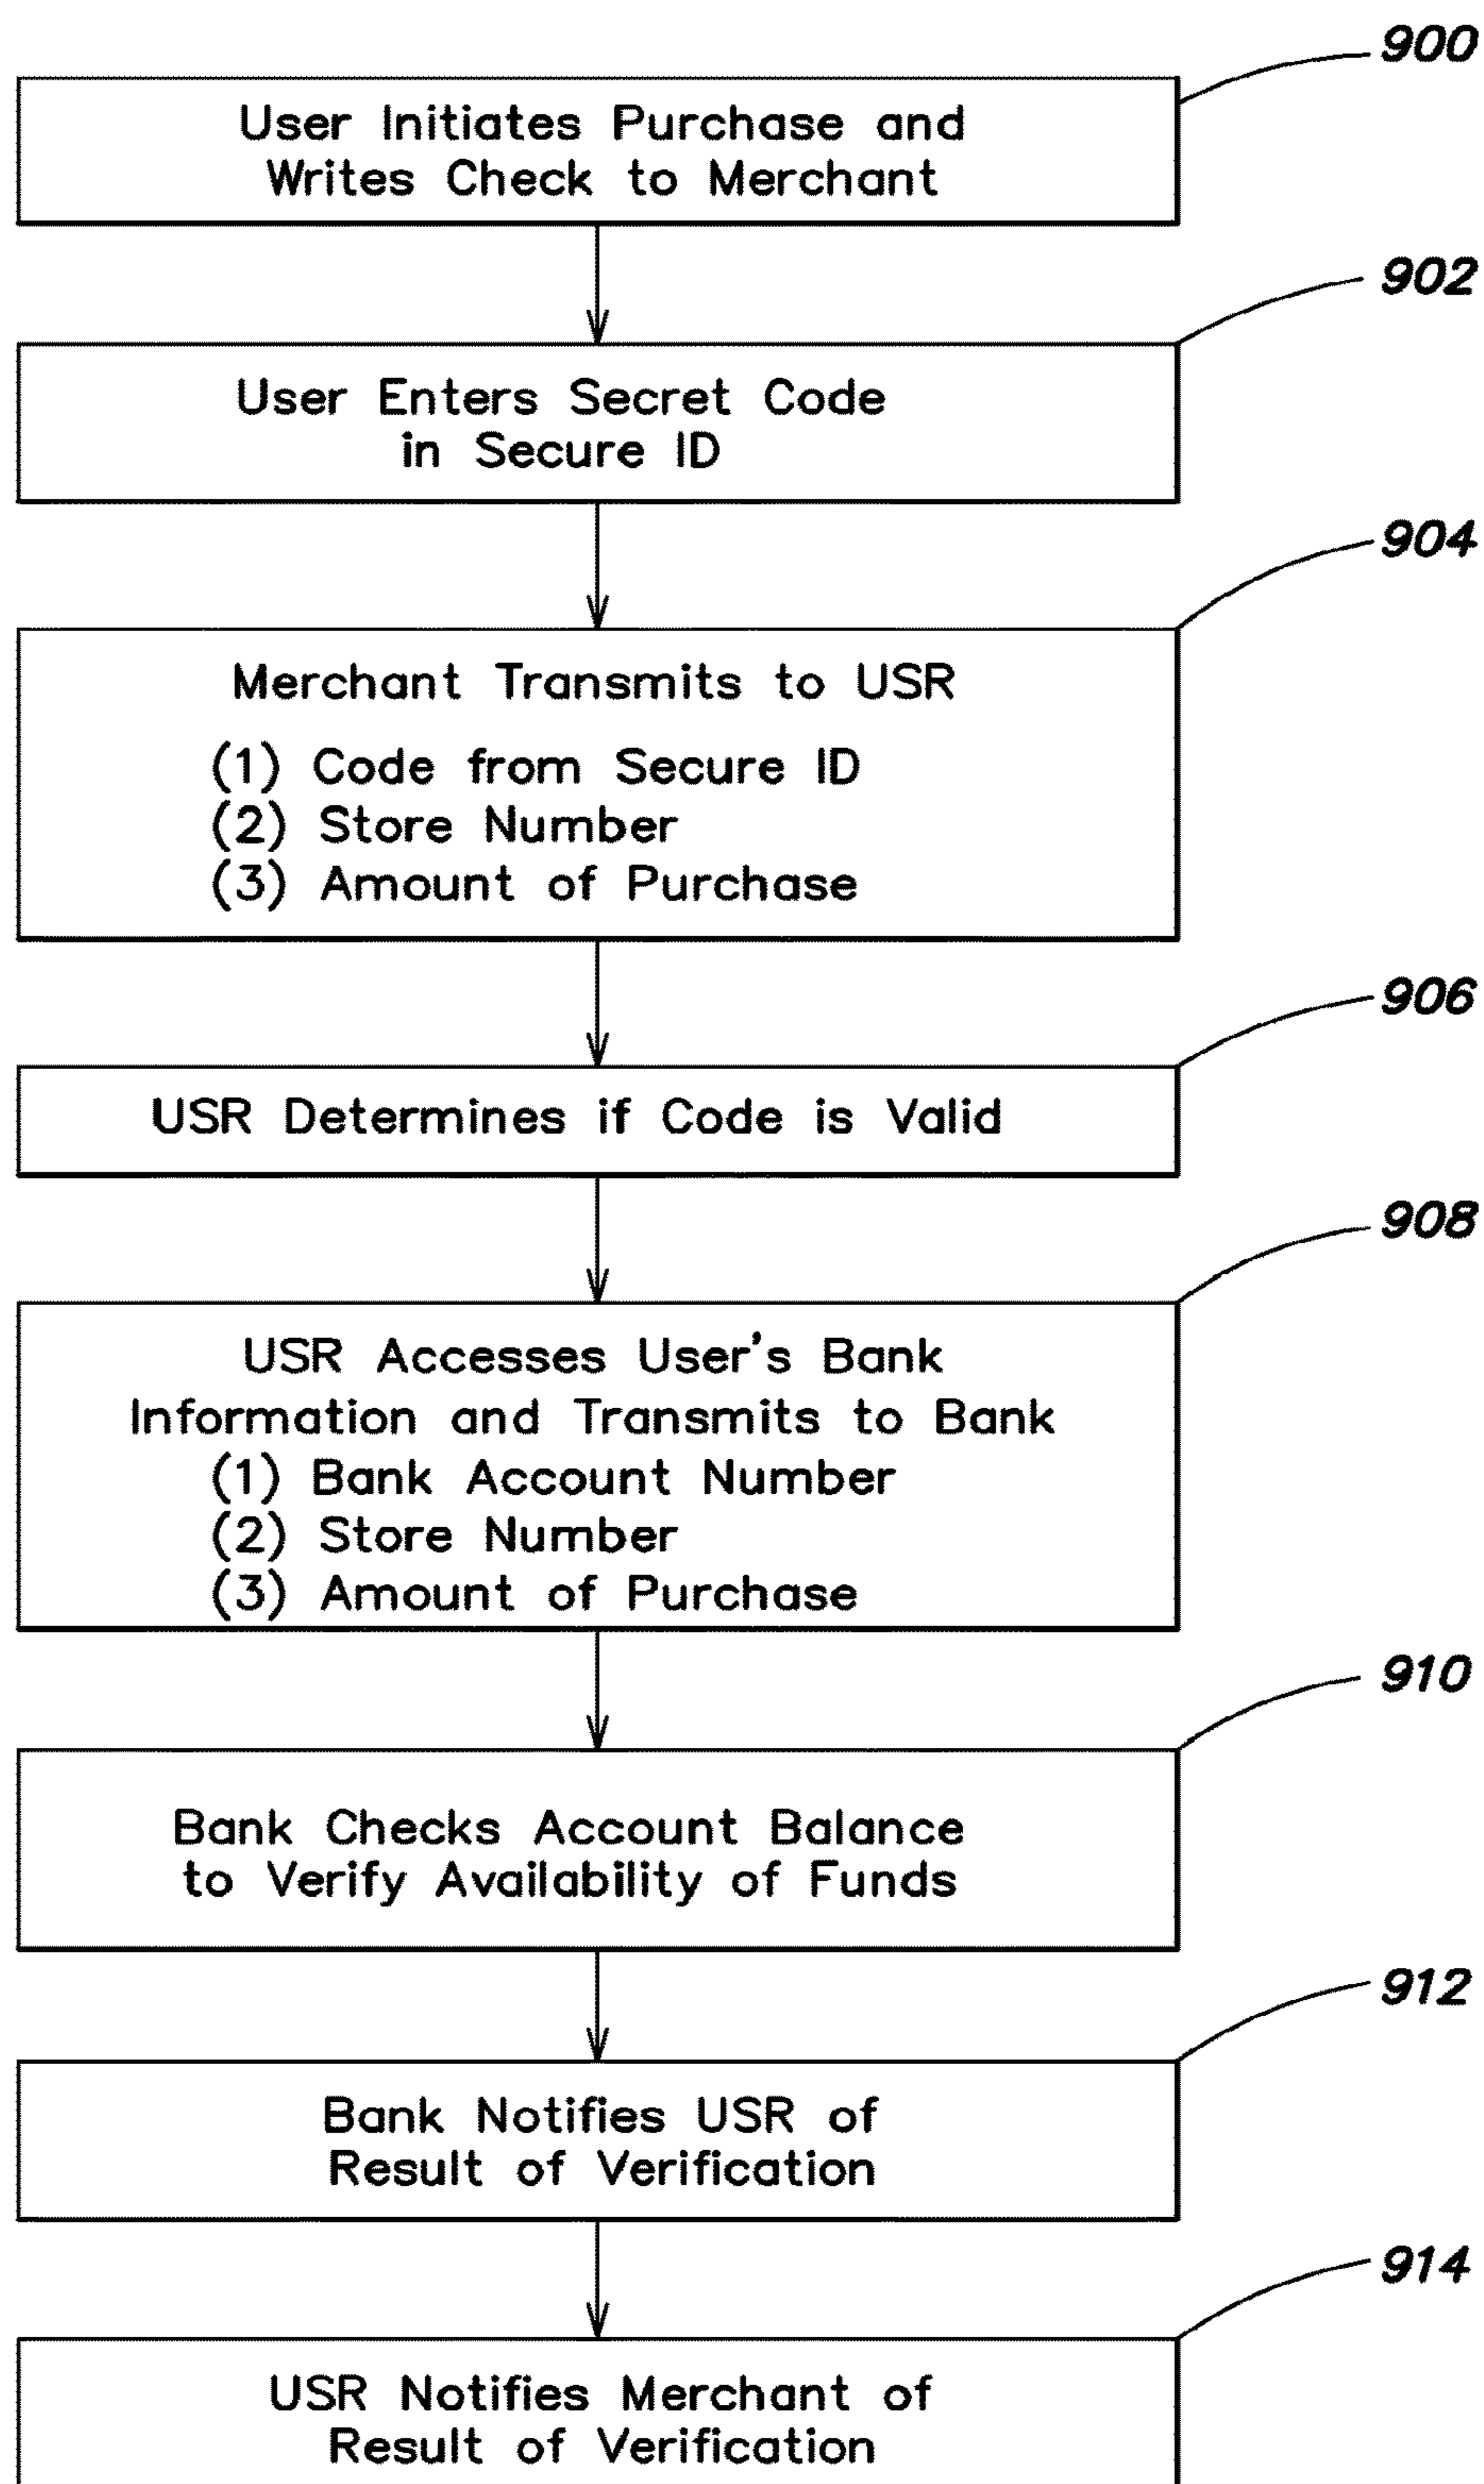 900
User Initiates Purchase and
Writes Check to Merchant
902
User Enters Secret Code
in Secure ID
904
Merchant Transmits to USR
(1) Code from Secure ID
(2) Store Number
(3) Amount of Purchase
906
USR Determines if Code is Valid
908
USR Accesses User's Bank
Information and Transmits to Bank
(1) Bank Account Number
(2) Store Number
(3) Amount of Purchase
910
Bank Checks Account Balance
to Verify Availability of Funds
912
Bank Notifies USR of
Result of Verification
914
USR Notifies Merchant of
Result of Verification